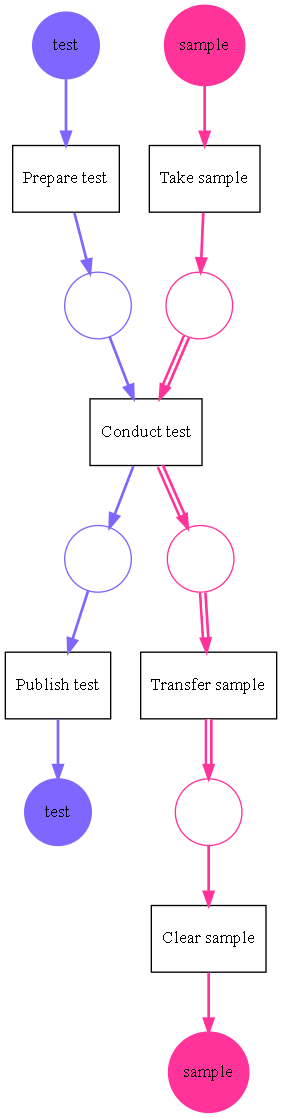 test
sample
Prepare test
Take sample
Conduct test
Publish test
Transfer sample
test
Clear sample
sample